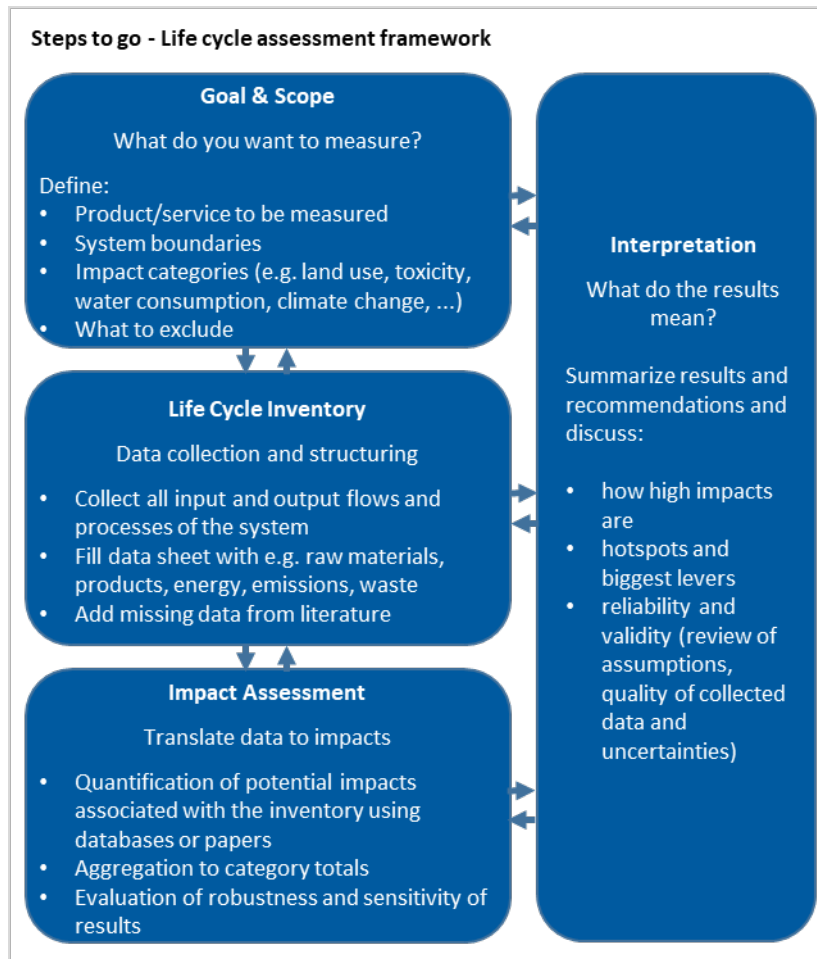 Steps to go - Life cycle assessment framework
Goal & Scope
What do you want to measure?
Define:
• Product/service to be measured
• System boundaries
• Impact categories (e.g. land use, toxicity,
water consumption, climate change, ...)
• What to exclude
Life Cycle Inventory
Data collection and structuring
• Collect all input and output flows and
processes of the system
• Fill data sheet with e.g. raw materials,
products, energy, emissions, waste
• Add missing data from literature
Impact Assessment
Translate data to impacts
• Quantification of potential impacts
associated with the inventory using
databases or papers
• Aggregation to category totals
• Evaluation of robustness and sensitivity of
results
Interpretation
What do the results
mean?
Summarize results and
recommendations and
discuss:
• how high impacts
are
• hotspots and
biggest levers
• reliability and
validity (review of
assumptions,
quality of collected
data and
uncertainties)